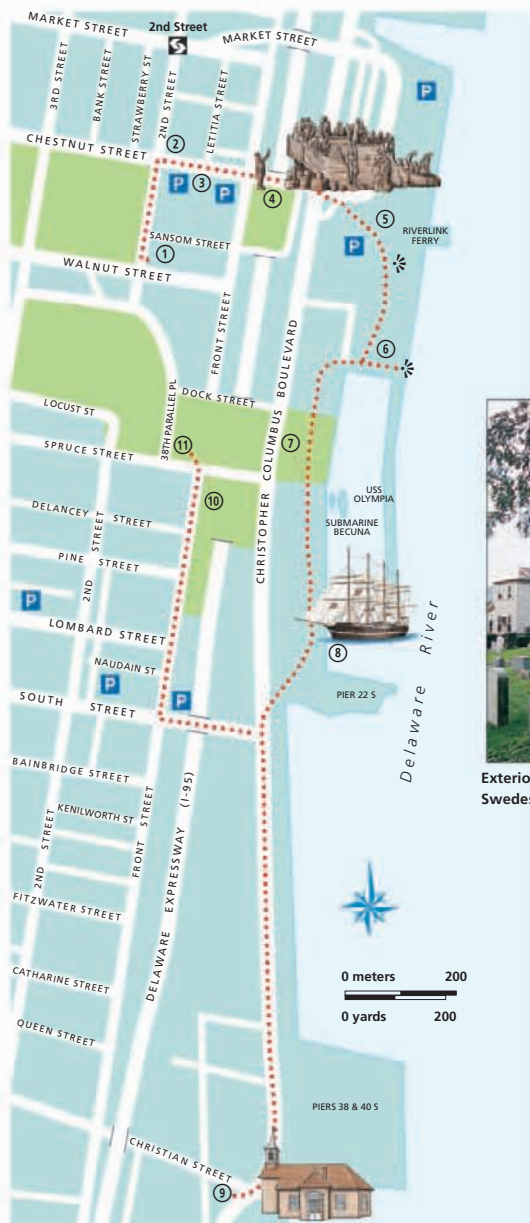 2nd Street
MARKET STREET
MARKET STREET
3RD STREET
BANK STREET
STRAWBERRY ST
2ND STREET
LETITIA STREET
P
CHESTNUT STREET
2
3
P
P
4
5
RIVERLINK
FERRY
P
SANSOM STREET
1
WALNUT STREET
FRONT STREET
6
CHRISTOPHER COLUMBUS BOULEVARD
DOCK STREET
LOCUST ST
38TH PARALLEL PL
7
11
SPRUCE STREET
10
USS
OLYMPIA
SUBMARINE
BECUNA
DELANCEY STREET
2ND STREET
PINE STREET
P
LOMBARD STREET
8
NAUDAIN ST
P
P
PIER 22 S
SOUTH STREET
Delaware River
BAINBRIDGE STREET
KENILWORTH ST
FRONT STREET
DELAWARE EXPRESSWAY (I-95)
2ND STREET
FITZWATER STREET
CATHARINE STREET
QUEEN STREET
0 meters 200
0 yards 200
PIERS 38 & 40 S
CHRISTIAN STREET
9
Swedes